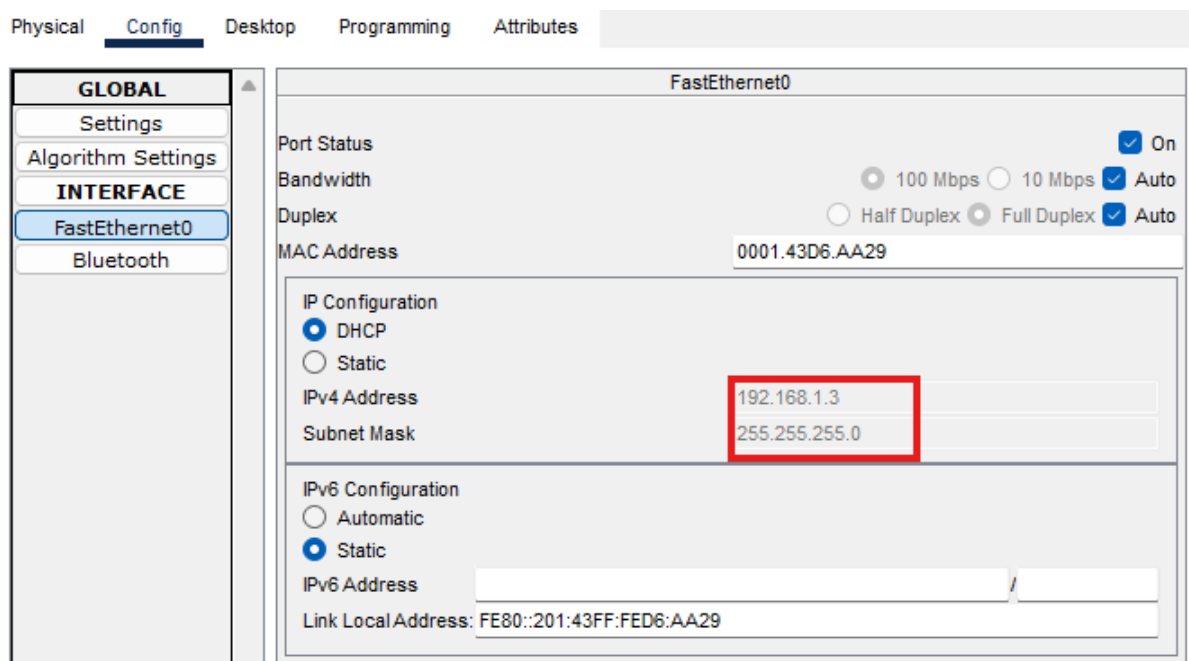 Physical Config Desktop Programming Attributes
GLOBAL
Settings
Algorithm Settings
INTERFACE
FastEthernet0
Bluetooth
FastEthernet0
Port Status On
Bandwidth 100 Mbps 10 Mbps Auto
Duplex Half Duplex Full Duplex Auto
MAC Address 0001.43D6.AA29
IP Configuration
DHCP
Static
IPv4 Address 192.168.1.3
Subnet Mask 255.255.255.0
IPv6 Configuration
Automatic
Static
IPv6 Address /
Link Local Address: FE80::201:43FF:FED6:AA29